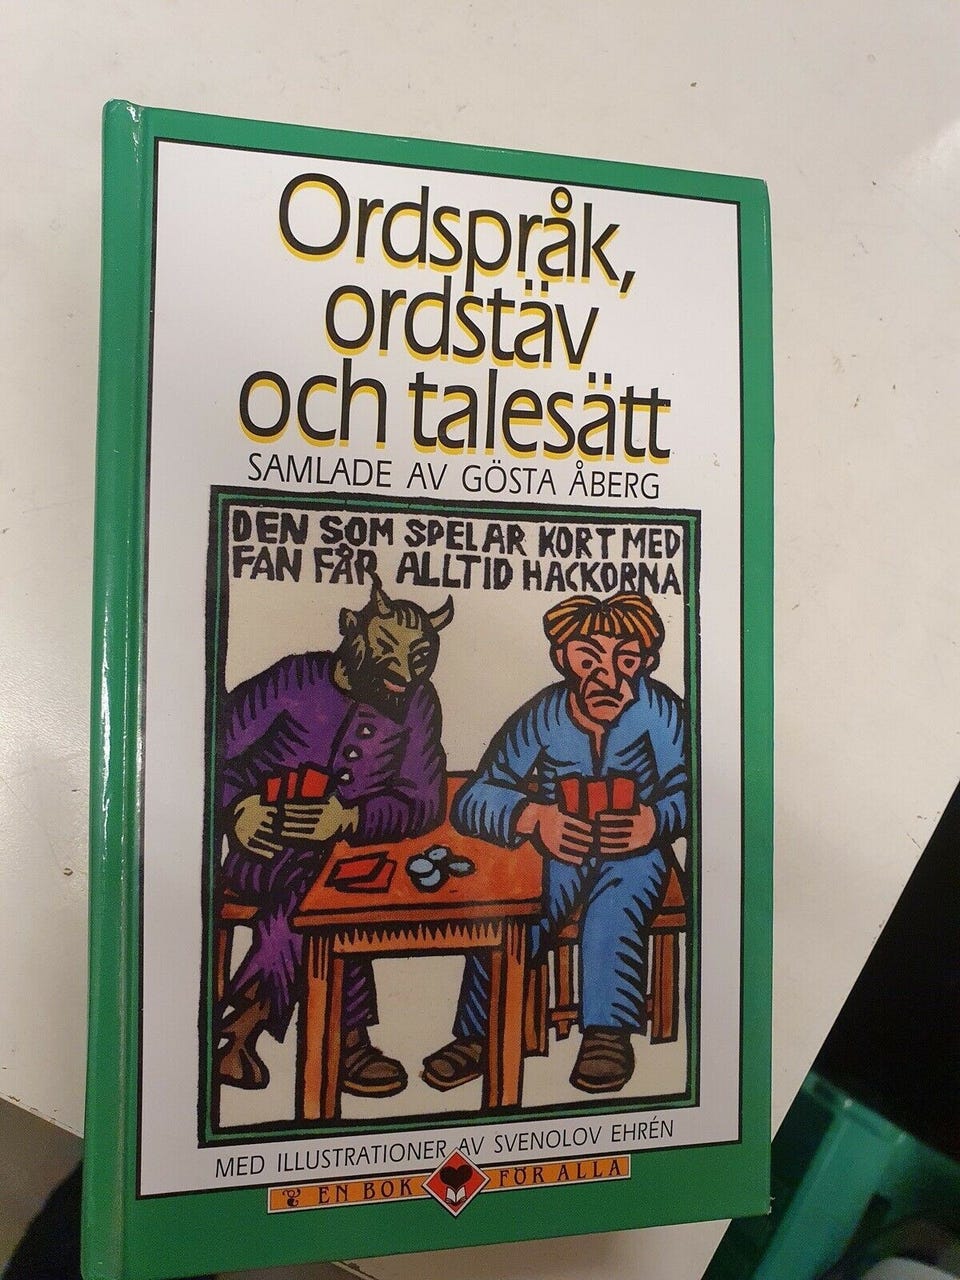 Ordspråk,
ordstäv
och talesätt
SAMLADE AV GÖSTA ÅBERG
DEN SOM SPELAR KORT MED
FAN FÅR ALLTID HACKORNA
MED ILLUSTRATIONER AV SVENOLOV EHRÉN
EN BOK FÖR ALLA